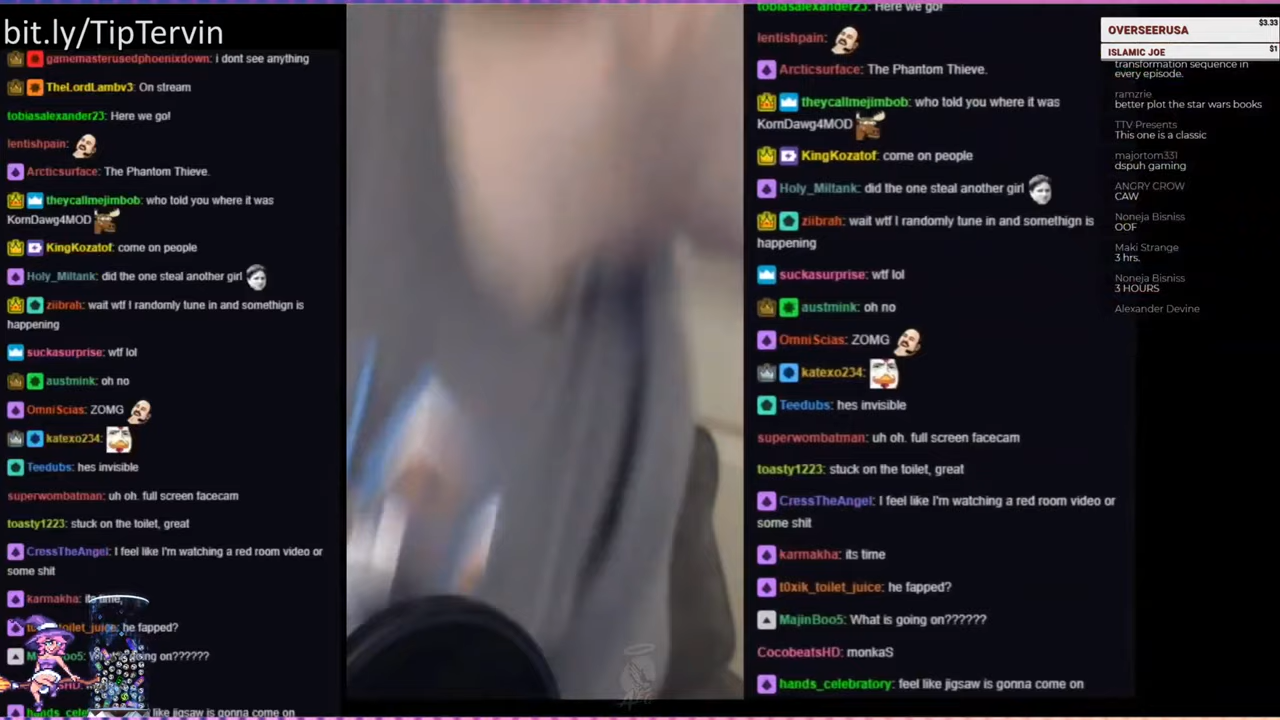 bit.ly/TipTervin
gamemasterusedphoenixdown: i dont see anything
TheLordLambv3: On stream
tobiasalexander23: Here we go!
lentishpain:
Arcticsurface: The Phantom Thieve.
theycallmejimbob: who told you where it was
KornDawg4MOD
KingKozatof: come on people
Holy_Miltank: did the one steal another girl
ziibrah: wait wtf I randomly tune in and somethign is
happening
suckasurprise: wtf lol
austmink: oh no
OmniScias: ZOMG
katexo234:
Teedubs: hes invisible
superwombatman: uh oh. full screen facecam
toasty1223: stuck on the toilet, great
CressTheAngel: I feel like I'm watching a red room video or
some shit
karmakha: its time
he fapped?
on??????
like jigsaw is gonna come on
tobiasalexander23: Here we go!
lentishpain:
Arcticsurface: The Phantom Thieve.
theycallmejimbob: who told you where it was
KornDawg4MOD
KingKozatof: come on people
Holy_Miltank: did the one steal another girl
ziibrah: wait wtf I randomly tune in and somethign is
happening
suckasurprise: wtf lol
austmink: oh no
OmniScias: ZOMG
katexo234:
Teedubs: hes invisible
superwombatman: uh oh. full screen facecam
toasty1223: stuck on the toilet, great
CressTheAngel: I feel like I'm watching a red room video or
some shit
karmakha: its time
t0xik_toilet_juice: he fapped?
MajinBoo5: What is going on??????
CocobeatsHD: monkaS
hands_celebratory: feel like jigsaw is gonna come on
OVERSEERUSA $3.33
ISLAMIC JOE $1
transformation sequence in
every episode.
ramzrie
better plot the star wars books
TTV Presents
This one is a classic
majortom331
dspuh gaming
ANGRY CROW
CAW
Noneja Bisniss
OOF
Maki Strange
3 hrs.
Noneja Bisniss
3 HOURS
Alexander Devine